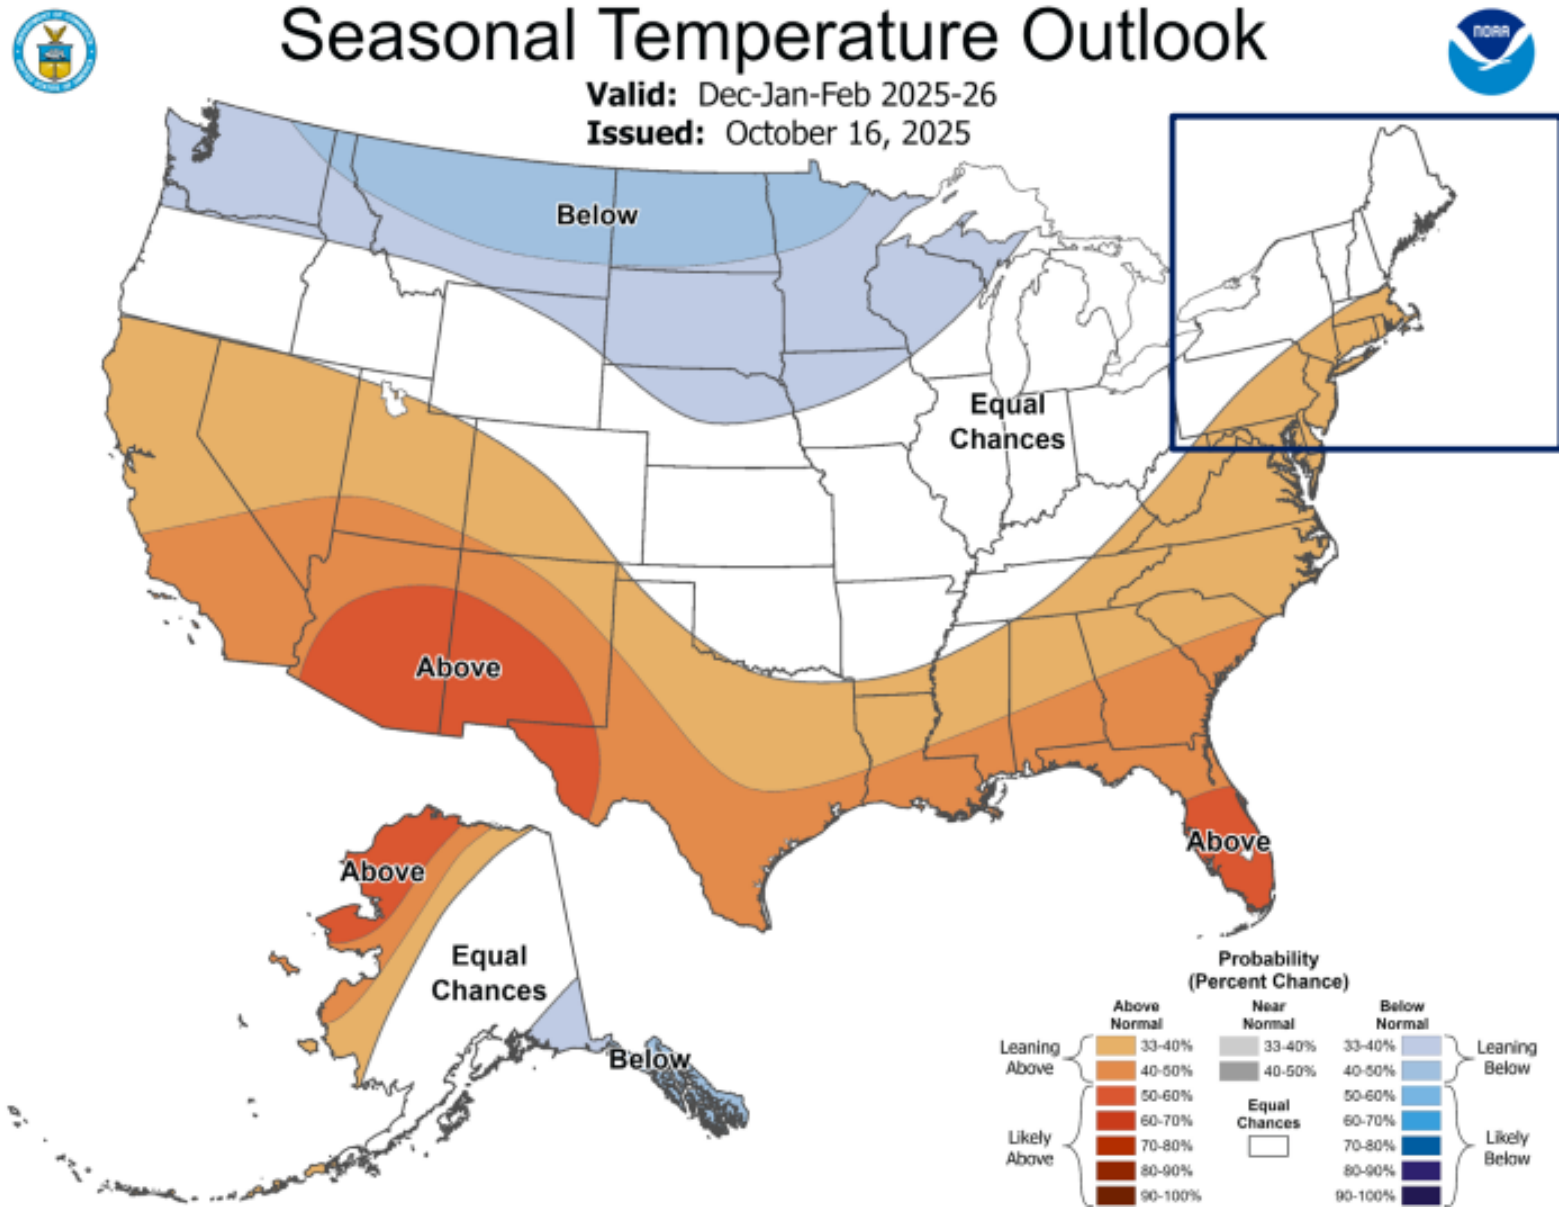 Seasonal Temperature Outlook
Valid: Dec-Jan-Feb 2025-26
Issued: October 16, 2025
NOAA
Below
Equal
Chances
Above
Above
Above
Equal
Chances
Below
Probability
(Percent Chance)
Above
Normal
Near
Normal
Below
Normal
Leaning
Above
33-40%
33-40%
33-40%
Leaning
Below
40-50%
40-50%
40-50%
50-60%
50-60%
Equal
Chances
60-70%
60-70%
Likely
Above
70-80%
70-80%
Likely
Below
80-90%
80-90%
90-100%
90-100%